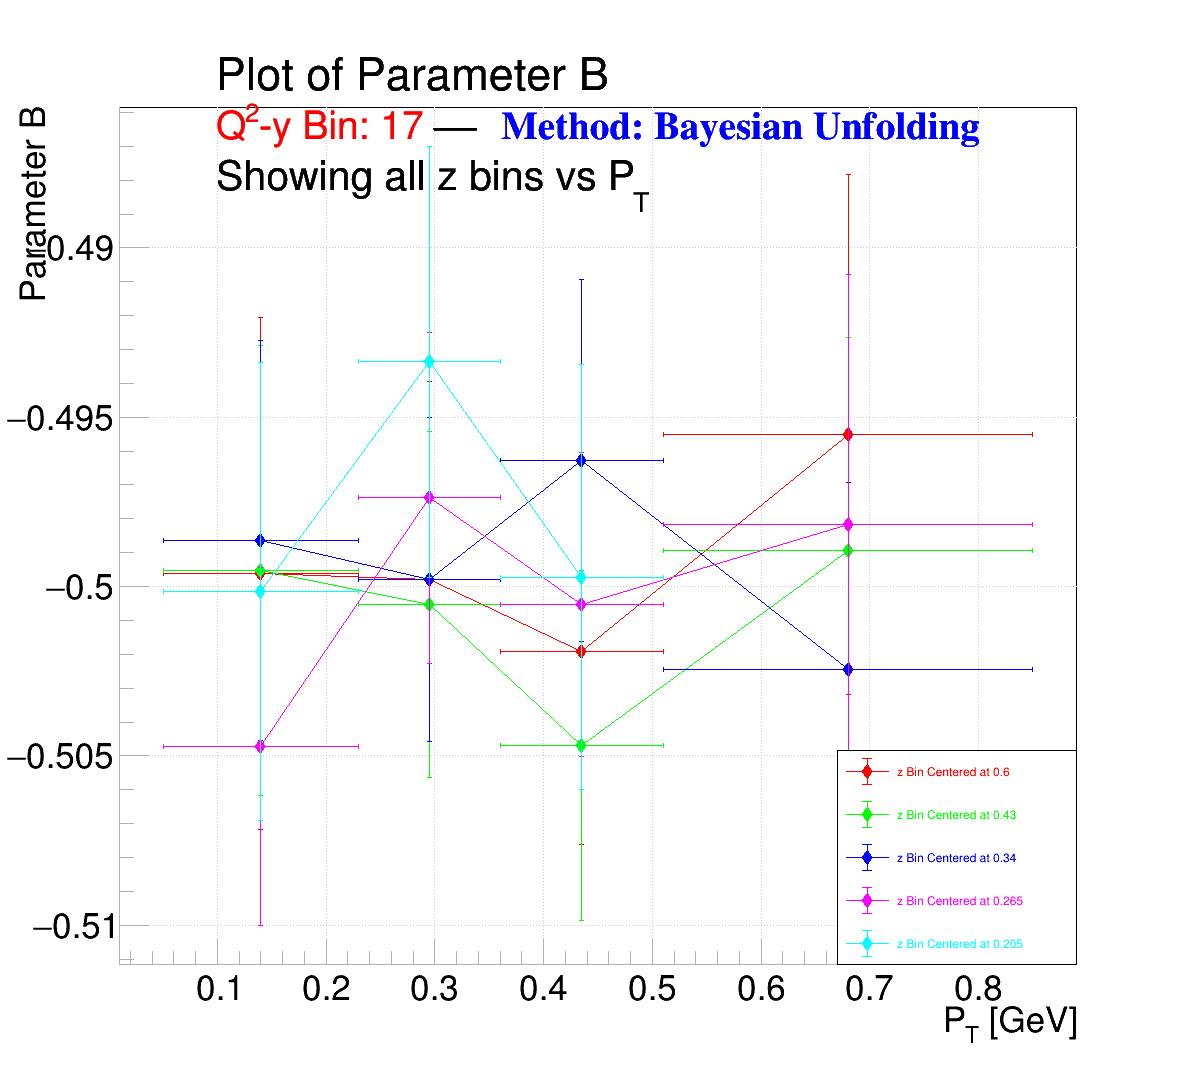 Plot of Parameter B
Q²-y Bin: 17 — Method: Bayesian Unfolding
Showing all z bins vs P_T
Parameter B
−0.49
−0.495
−0.5
−0.505
−0.51
z Bin Centered at 0.6
z Bin Centered at 0.43
z Bin Centered at 0.34
z Bin Centered at 0.265
z Bin Centered at 0.205
0.1 0.2 0.3 0.4 0.5 0.6 0.7 0.8
P_T [GeV]